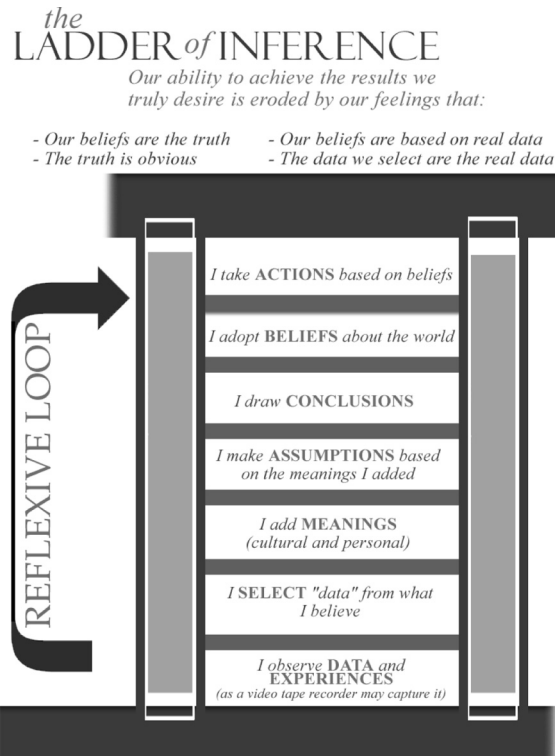 the
LADDER of INFERENCE
Our ability to achieve the results we
truly desire is eroded by our feelings that:
- Our beliefs are the truth
- The truth is obvious
- Our beliefs are based on real data
- The data we select are the real data
REFLEXIVE LOOP
I take ACTIONS based on beliefs
I adopt BELIEFS about the world
I draw CONCLUSIONS
I make ASSUMPTIONS based
on the meanings I added
I add MEANINGS
(cultural and personal)
I SELECT "data" from what
I believe
I observe DATA and
EXPERIENCES
(as a video tape recorder may capture it)